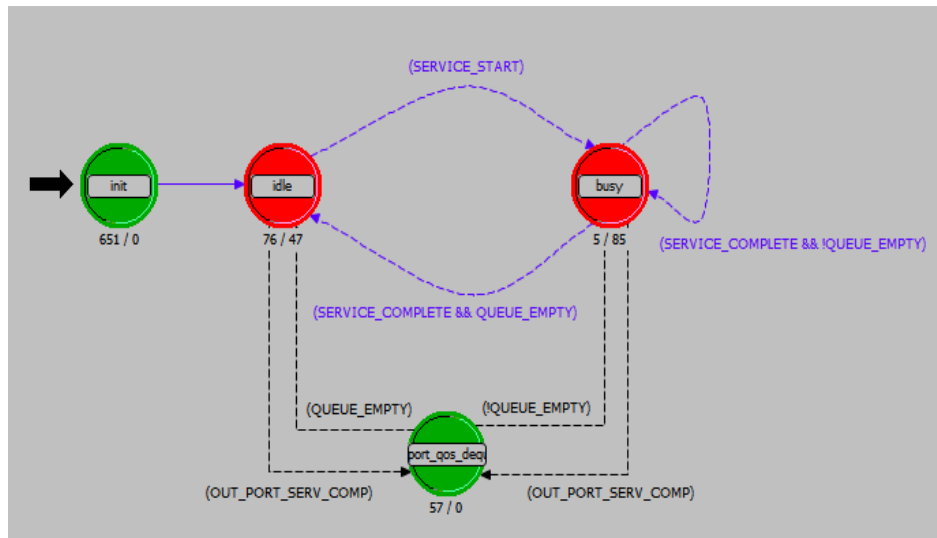 (SERVICE_START)
init
idle
busy
651 / 0
76 / 47
5 / 85
(SERVICE_COMPLETE && !QUEUE_EMPTY)
(SERVICE_COMPLETE && QUEUE_EMPTY)
(QUEUE_EMPTY)
(!QUEUE_EMPTY)
port_qos_dequ
(OUT_PORT_SERV_COMP)
(OUT_PORT_SERV_COMP)
57 / 0